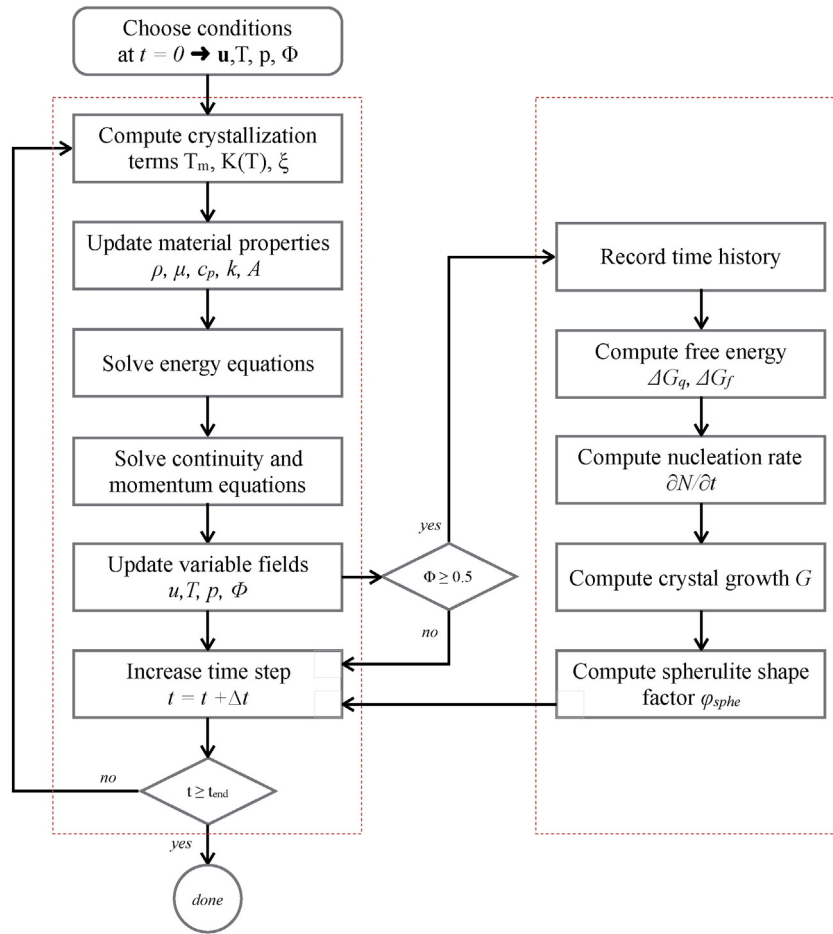 Choose conditions
at t = 0 ➔ u,T, p, Φ
Compute crystallization
terms Tm, K(T), ξ
Update material properties
ρ, μ, cp, k, A
Solve energy equations
Solve continuity and
momentum equations
Update variable fields
u,T, p, Φ
Φ ≥ 0.5
yes
no
Increase time step
t = t +Δt
t ≥ tend
no
yes
done
Record time history
Compute free energy
ΔGq, ΔGf
Compute nucleation rate
∂N/∂t
Compute crystal growth G
Compute spherulite shape
factor φsphe